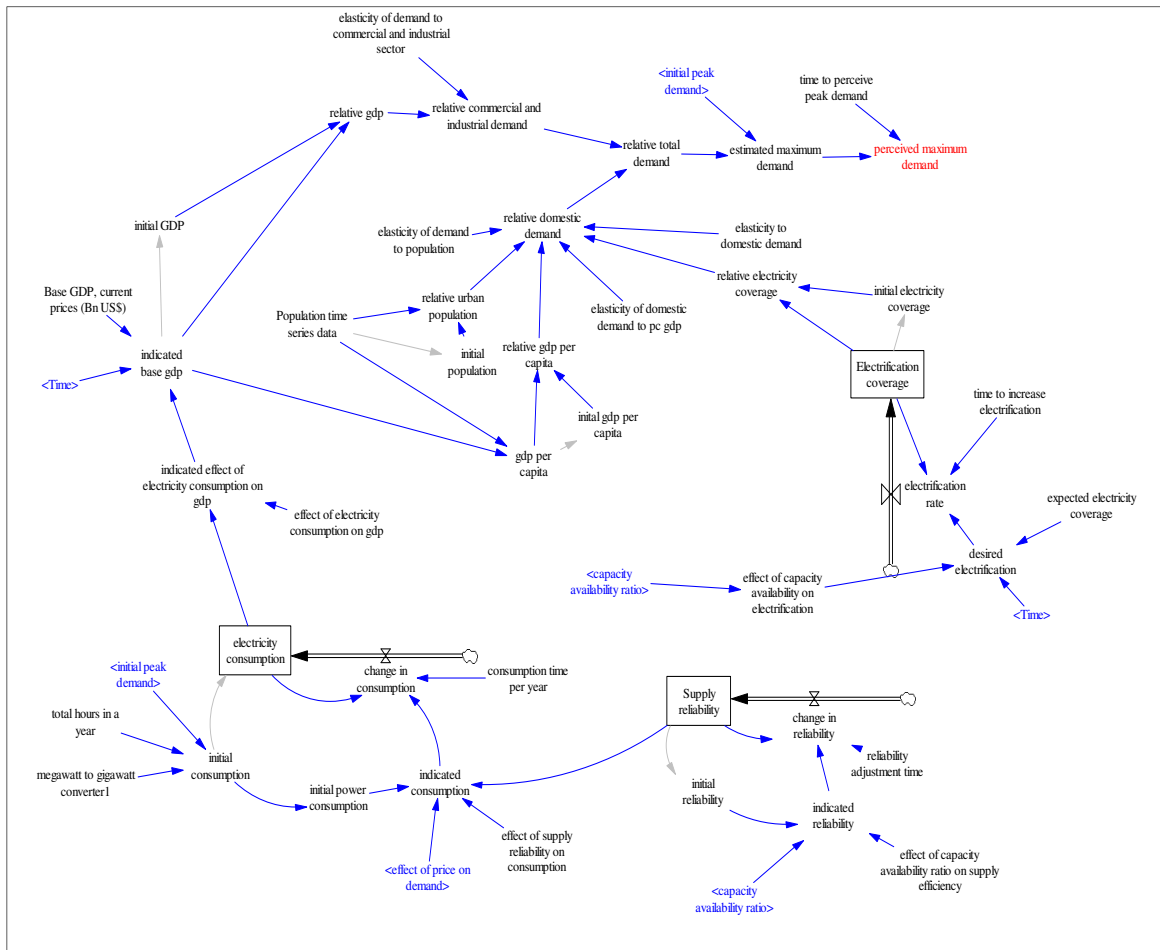 elasticity of demand to
commercial and industrial
sector
<initial peak
demand>
time to perceive
peak demand
relative gdp
relative commercial and
industrial demand
relative total
demand
estimated maximum
demand
perceived maximum
demand
initial GDP
elasticity of demand
to population
relative domestic
demand
elasticity to
domestic demand
Base GDP, current
prices (Bn US$)
Population time
series data
relative urban
population
relative electricity
coverage
initial electricity
coverage
elasticity of domestic
demand to pc gdp
indicated
base gdp
<Time>
initial
population
relative gdp per
capita
Electrification
coverage
inital gdp per
capita
time to increase
electrification
gdp per
capita
indicated effect of
electricity consumption on
gdp
effect of electricity
consumption on gdp
electrification
rate
expected electricity
coverage
desired
electrification
<capacity
availability ratio>
effect of capacity
availability on
electrification
<Time>
electricity
consumption
<initial peak
demand>
change in
consumption
consumption time
per year
Supply
reliability
change in
reliability
total hours in a
year
initial
consumption
megawatt to gigawatt
converter1
initial power
consumption
indicated
consumption
reliability
adjustment time
initial
reliability
indicated
reliability
effect of supply
reliability on
consumption
<effect of price on
demand>
effect of capacity
availability ratio on supply
efficiency
<capacity
availability ratio>